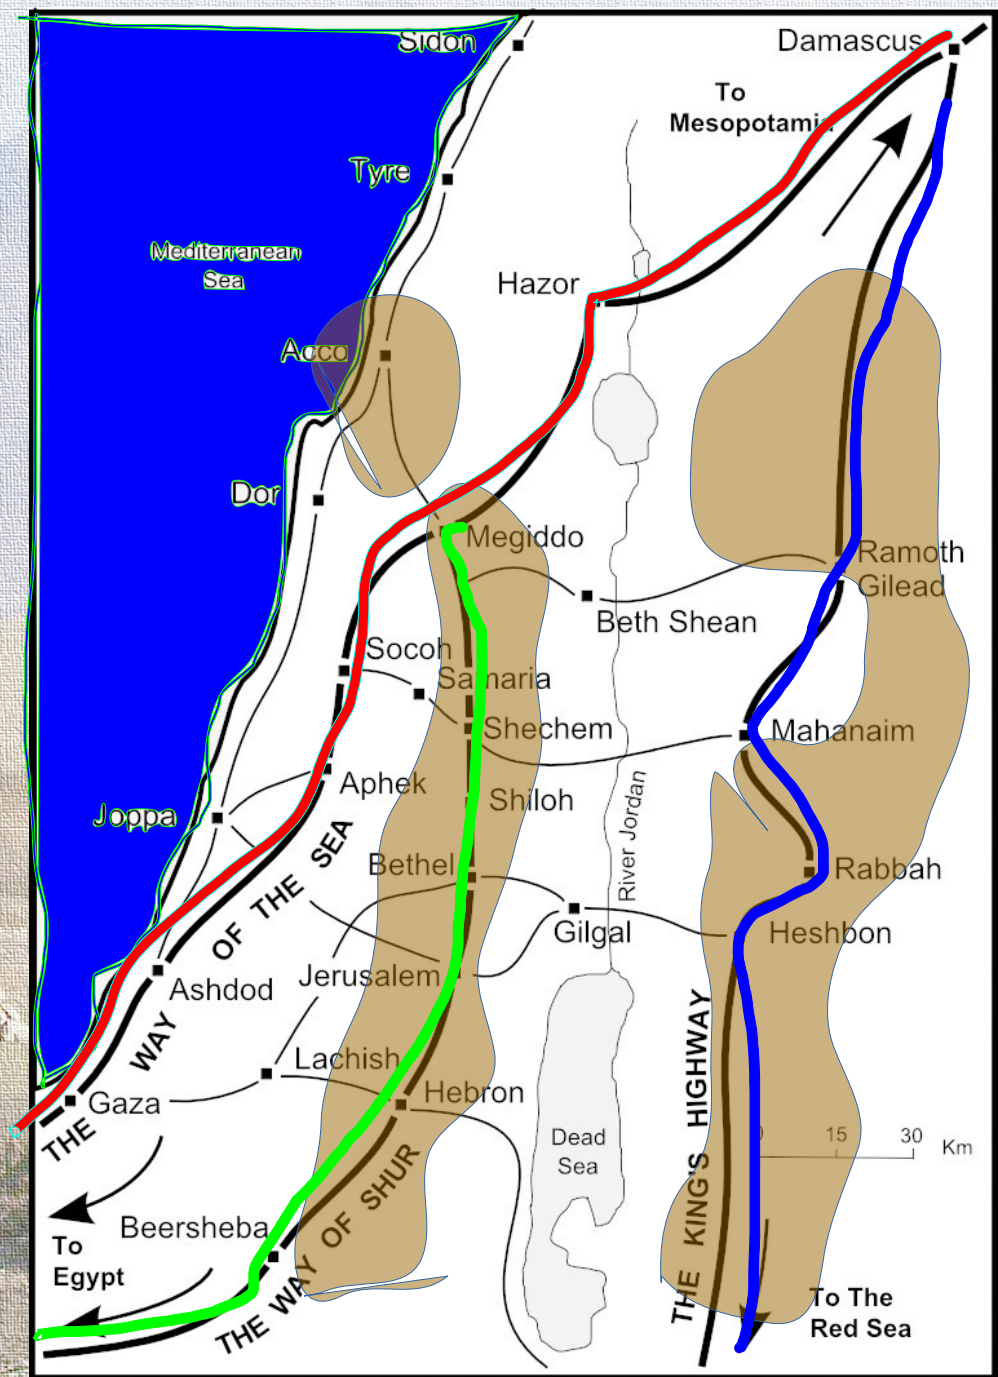 Sidon
Damascus
To
Mesopotamia
Tyre
Mediterranean
Sea
Hazor
Acco
Dor
Megiddo
Ramoth
Gilead
Beth Shean
Socoh
Samaria
Shechem
Mahanaim
Aphek
Shiloh
Joppa
River Jordan
Bethel
Rabbah
Gilgal
Heshbon
Jerusalem
Ashdod
THE WAY OF THE SEA
Lachish
Hebron
Gaza
THE KING'S HIGHWAY
Dead
Sea
0 15 30 Km
Beersheba
THE WAY OF SHUR
To
Egypt
To The
Red Sea